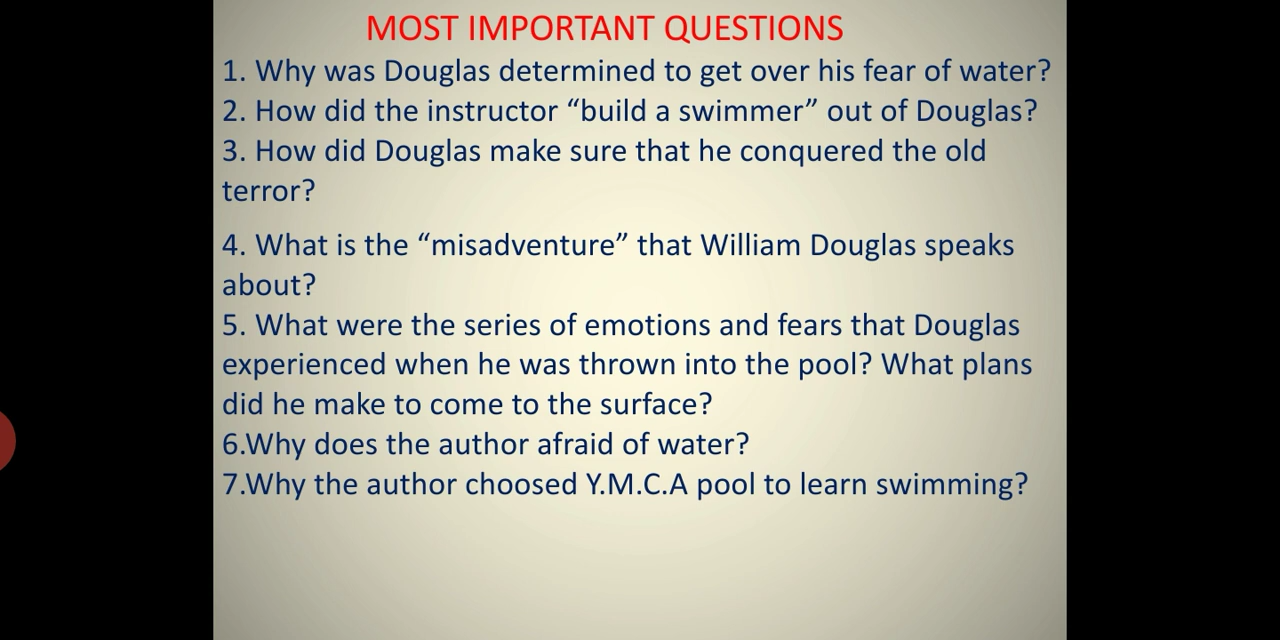 MOST IMPORTANT QUESTIONS
1. Why was Douglas determined to get over his fear of water?
2. How did the instructor “build a swimmer” out of Douglas?
3. How did Douglas make sure that he conquered the old
terror?
4. What is the “misadventure” that William Douglas speaks
about?
5. What were the series of emotions and fears that Douglas
experienced when he was thrown into the pool? What plans
did he make to come to the surface?
6.Why does the author afraid of water?
7.Why the author choosed Y.M.C.A pool to learn swimming?